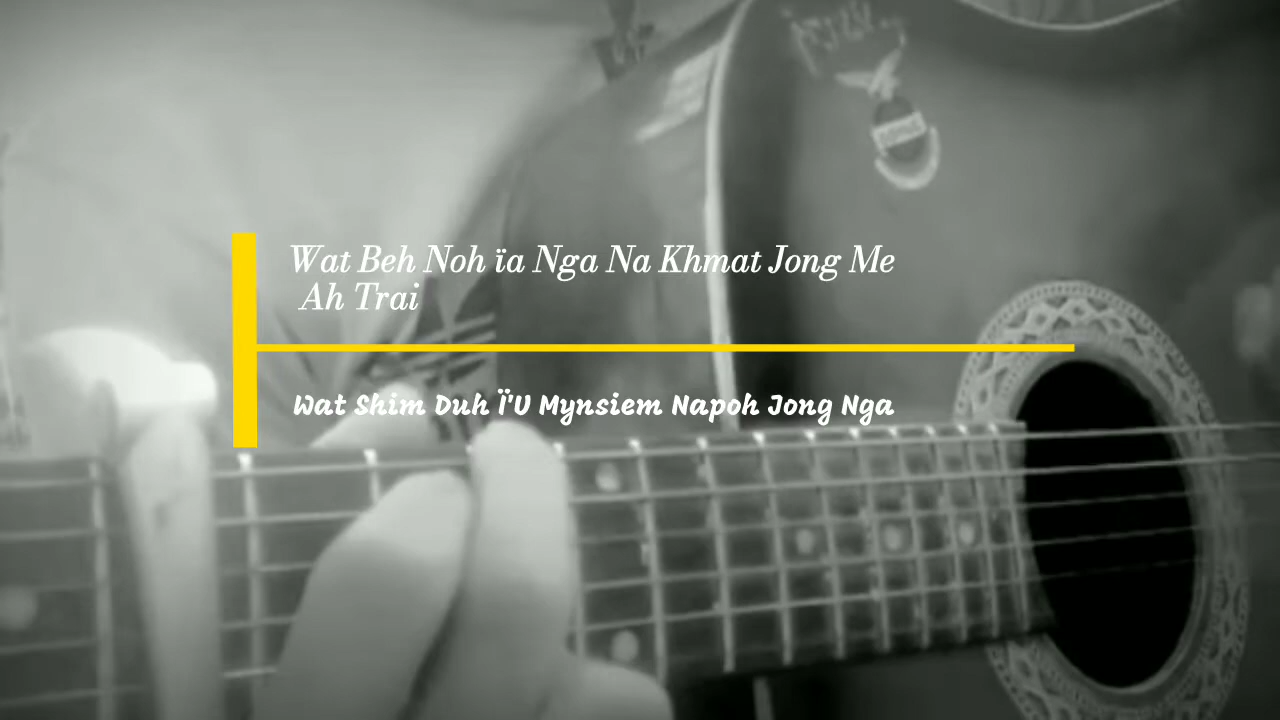 Wat Beh Noh ïa Nga Na Khmat Jong Me
Ah Trai
Wat Shim Duh Ï'U Mynsiem Napoh Jong Nga